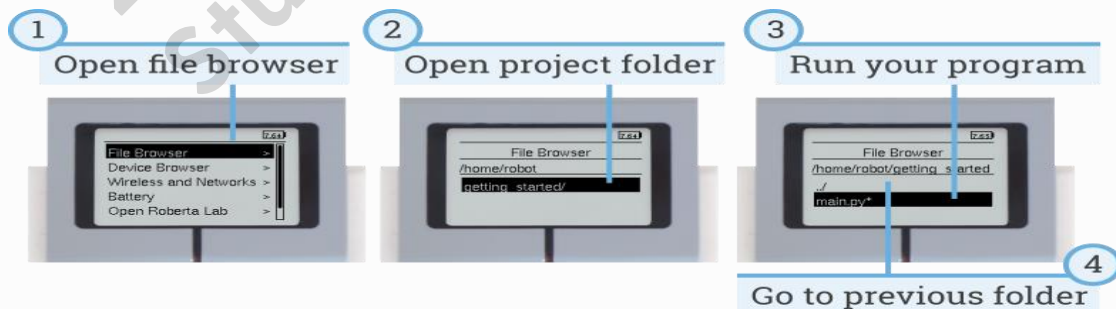 1
Open file browser
7.64
File Browser >
Device Browser >
Wireless and Networks >
Battery >
Open Roberta Lab >
2
Open project folder
7.64
File Browser
/home/robot
getting_started/
3
Run your program
7.63
File Browser
/home/robot/getting_started
../
main.py*
4
Go to previous folder